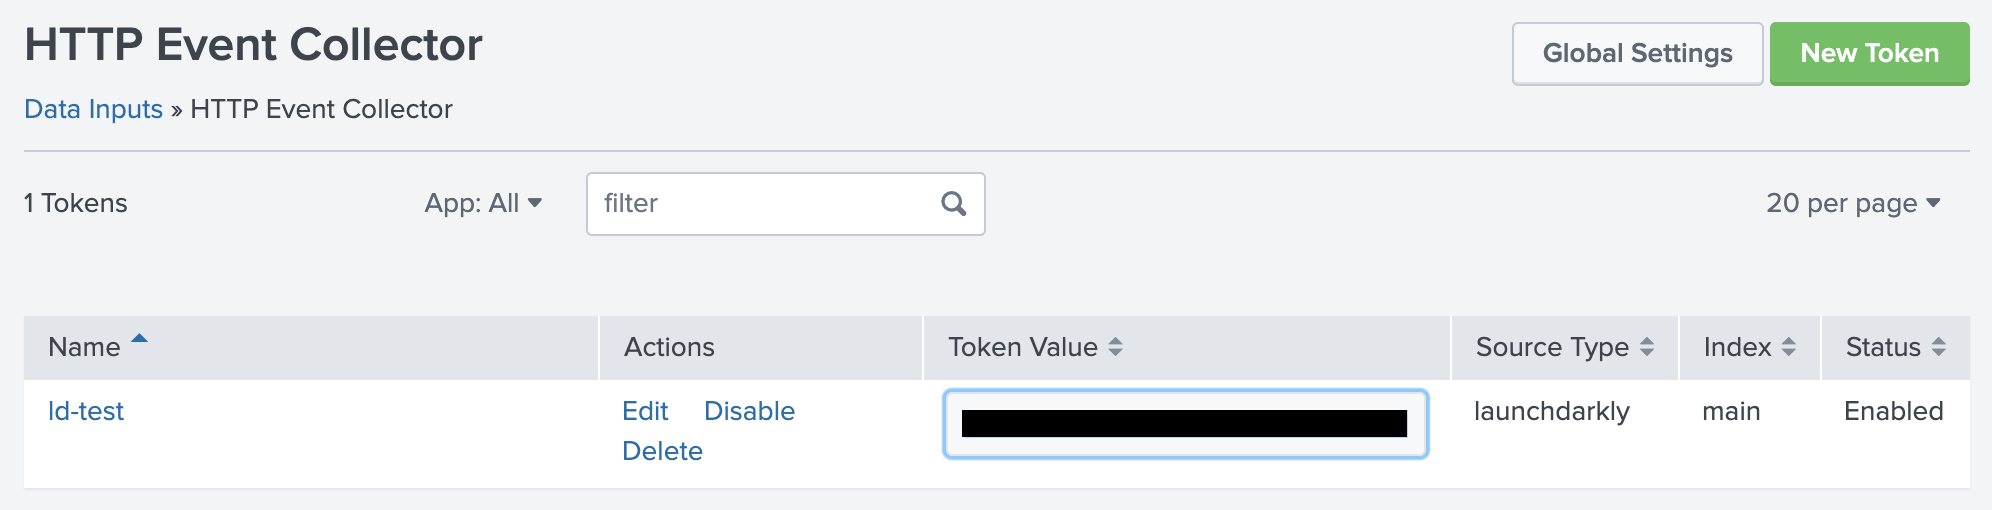 HTTP Event Collector
Global Settings
New Token
Data Inputs » HTTP Event Collector
1 Tokens
App: All
filter
20 per page
Name
Actions
Token Value
Source Type
Index
Status
ld-test
Edit
Disable
Delete
launchdarkly
main
Enabled